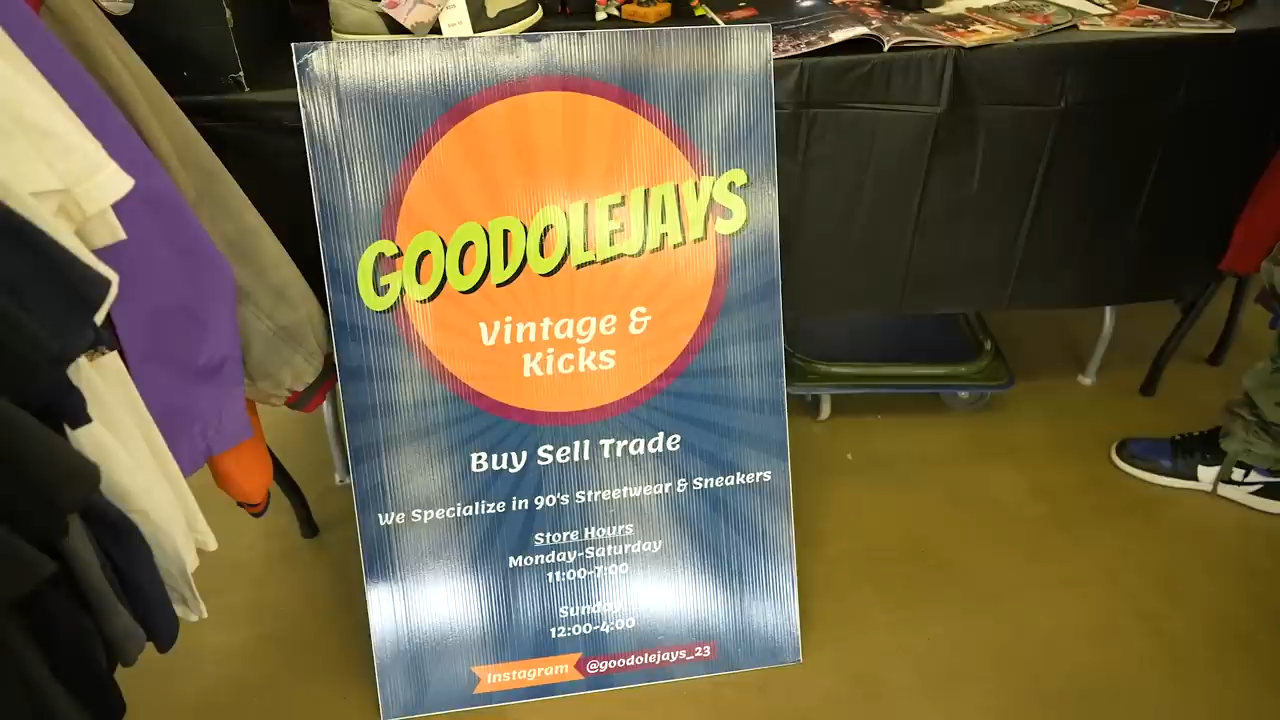 GOODOLEJAYS
Vintage &
Kicks
Buy Sell Trade
We Specialize in 90's Streetwear & Sneakers
Store Hours
Monday-Saturday
11:00-7:00
Sunday
12:00-4:00
Instagram @goodolejays_23